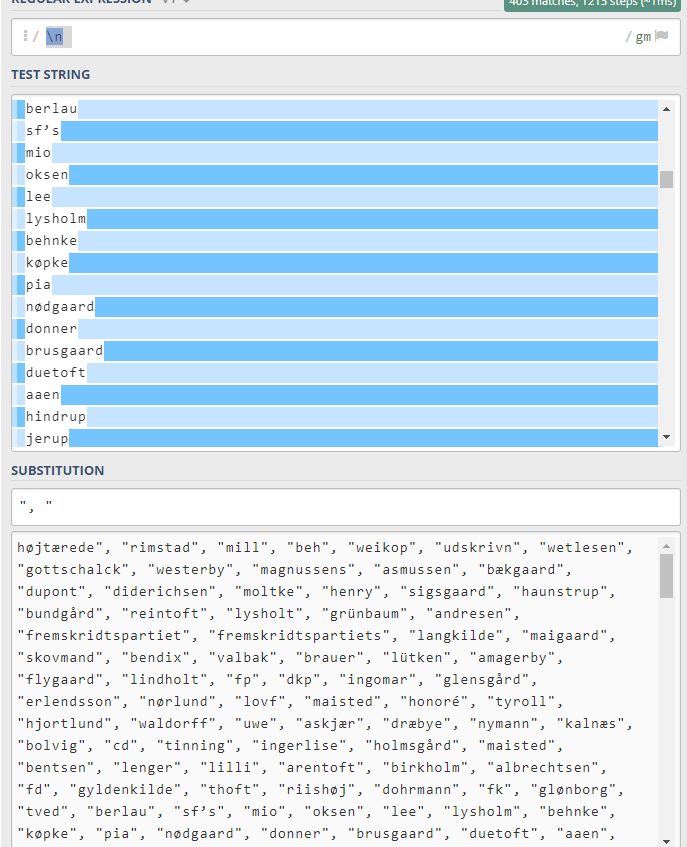 REGULAR EXPRESSION v1
403 matches, 1213 steps (~1ms)
/ \n / gm
TEST STRING
berlau
sf’s
mio
oksen
lee
lysholm
behnke
køpke
pia
nødgaard
donner
brusgaard
duetoft
aaen
hindrup
jerup
SUBSTITUTION
", "
højtærede", "rimstad", "mill", "beh", "weikop", "udskrivn", "wetlesen",
"gottschalck", "westerby", "magnussens", "asmussen", "bækgaard",
"dupont", "diderichsen", "moltke", "henry", "sigsgaard", "haunstrup",
"bundgård", "reintoft", "lysholt", "grünbaum", "andresen",
"fremskridtspartiet", "fremskridtspartiets", "langkilde", "maigaard",
"skovmand", "bendix", "valbak", "brauer", "lütken", "amagerby",
"flygaard", "lindholt", "fp", "dkp", "ingomar", "glensgård",
"erlendsson", "nørlund", "lovf", "maisted", "honoré", "tyroll",
"hjortlund", "waldorff", "uwe", "askjær", "dræbye", "nymann", "kalnæs",
"bolvig", "cd", "tinning", "ingerlise", "holmsgård", "maisted",
"bentsen", "lenger", "lilli", "arentoft", "birkholm", "albrechtsen",
"fd", "gyldenkilde", "thoft", "riishøj", "dohrmann", "fk", "glønborg",
"tved", "berlau", "sf’s", "mio", "oksen", "lee", "lysholm", "behnke",
"køpke", "pia", "nødgaard", "donner", "brusgaard", "duetoft", "aaen",